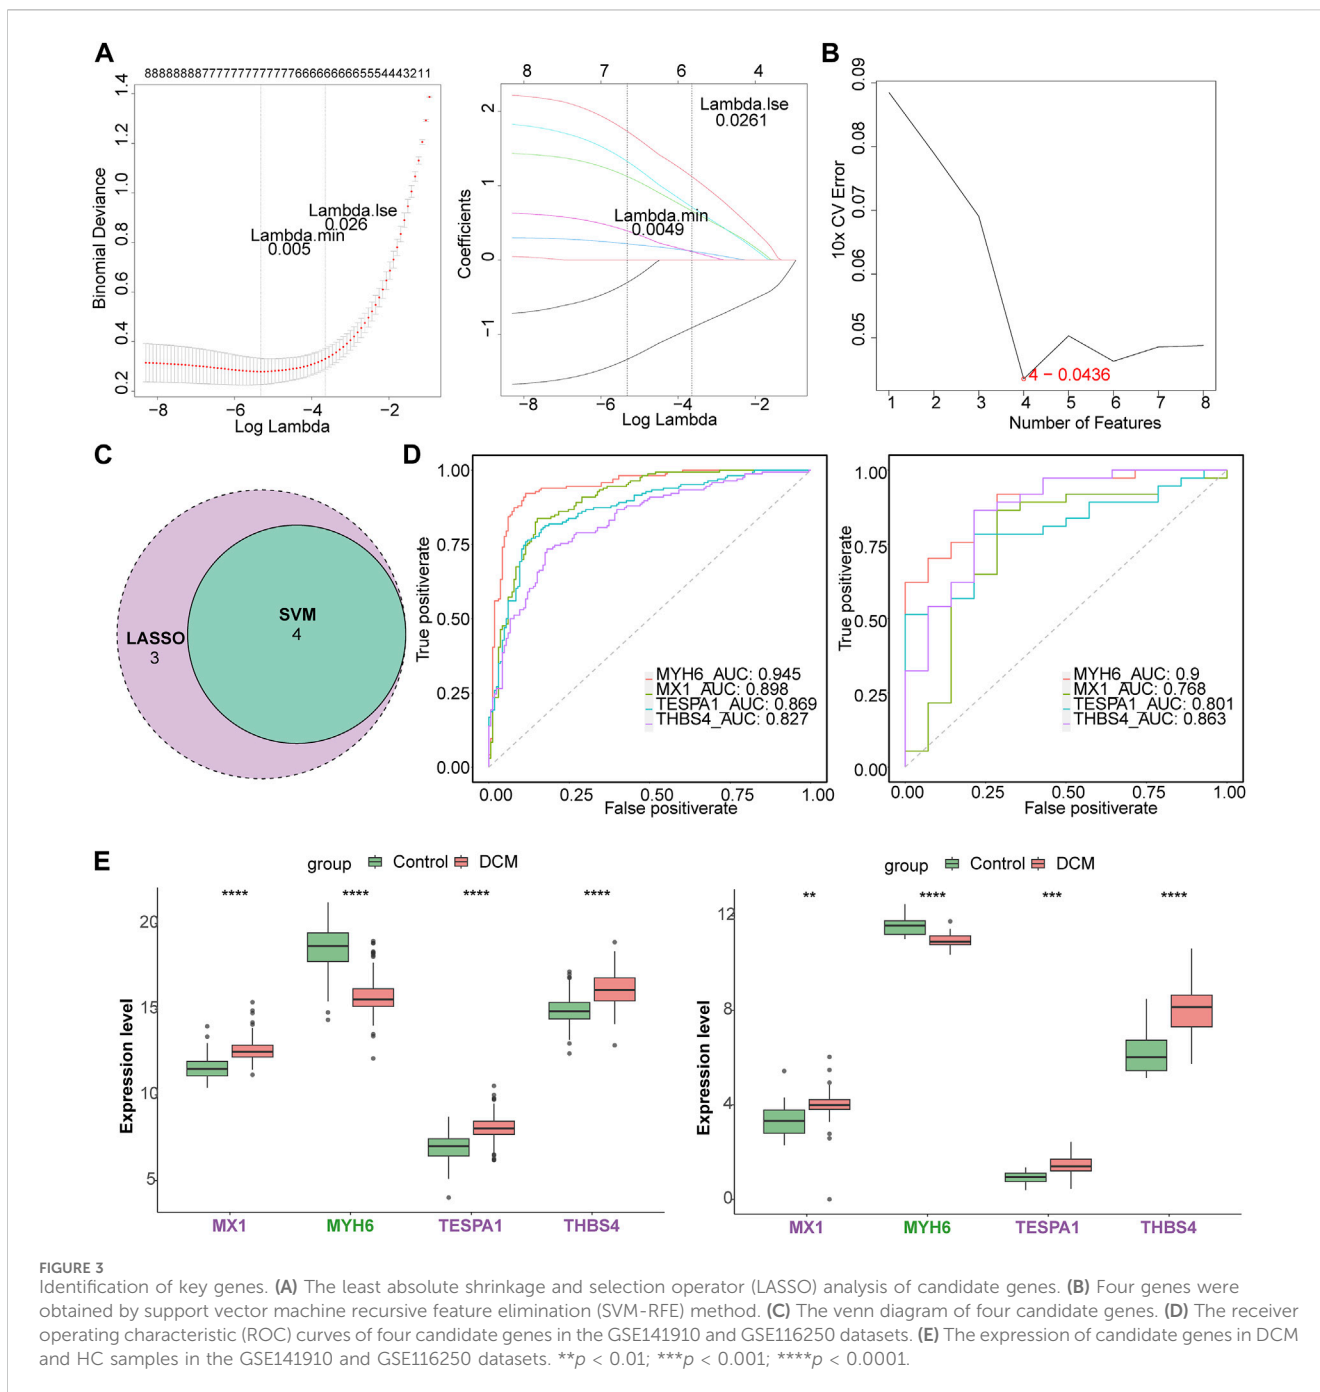 A
88888888777777777777776666666665554443211
1.4
1.2
1.0
0.8
0.6
0.4
0.2
Binomial Deviance
Lambda.lse
0.026
Lambda.min
0.005
−8
−6
−4
−2
Log Lambda
8
7
6
5
4
Lambda.lse
0.0261
Lambda.min
0.0049
2
1
0
−1
Coefficients
−8
−6
−4
−2
Log Lambda
B
0.09
0.08
0.07
0.06
0.05
10x CV Error
4 − 0.0436
1 2 3 4 5 6 7 8
Number of Features
C
LASSO
3
SVM
4
D
1.00
0.75
0.50
0.25
0.00
True positiverate
MYH6_AUC: 0.945
MX1_AUC: 0.898
TESPA1_AUC: 0.869
THBS4_AUC: 0.827
0.00 0.25 0.50 0.75 1.00
False positiverate
1.00
0.75
0.50
0.25
0.00
True positiverate
MYH6_AUC: 0.9
MX1_AUC: 0.768
TESPA1_AUC: 0.801
THBS4_AUC: 0.863
0.00 0.25 0.50 0.75 1.00
False positiverate
E
group Control DCM
**** **** **** ****
20
15
10
5
Expression level
MX1 MYH6 TESPA1 THBS4
group Control DCM
** **** *** ****
12
8
4
0
Expression level
MX1 MYH6 TESPA1 THBS4
FIGURE 3
Identification of key genes. (A) The least absolute shrinkage and selection operator (LASSO) analysis of candidate genes. (B) Four genes were
obtained by support vector machine recursive feature elimination (SVM-RFE) method. (C) The venn diagram of four candidate genes. (D) The receiver
operating characteristic (ROC) curves of four candidate genes in the GSE141910 and GSE116250 datasets. (E) The expression of candidate genes in DCM
and HC samples in the GSE141910 and GSE116250 datasets. **p < 0.01; ***p < 0.001; ****p < 0.0001.